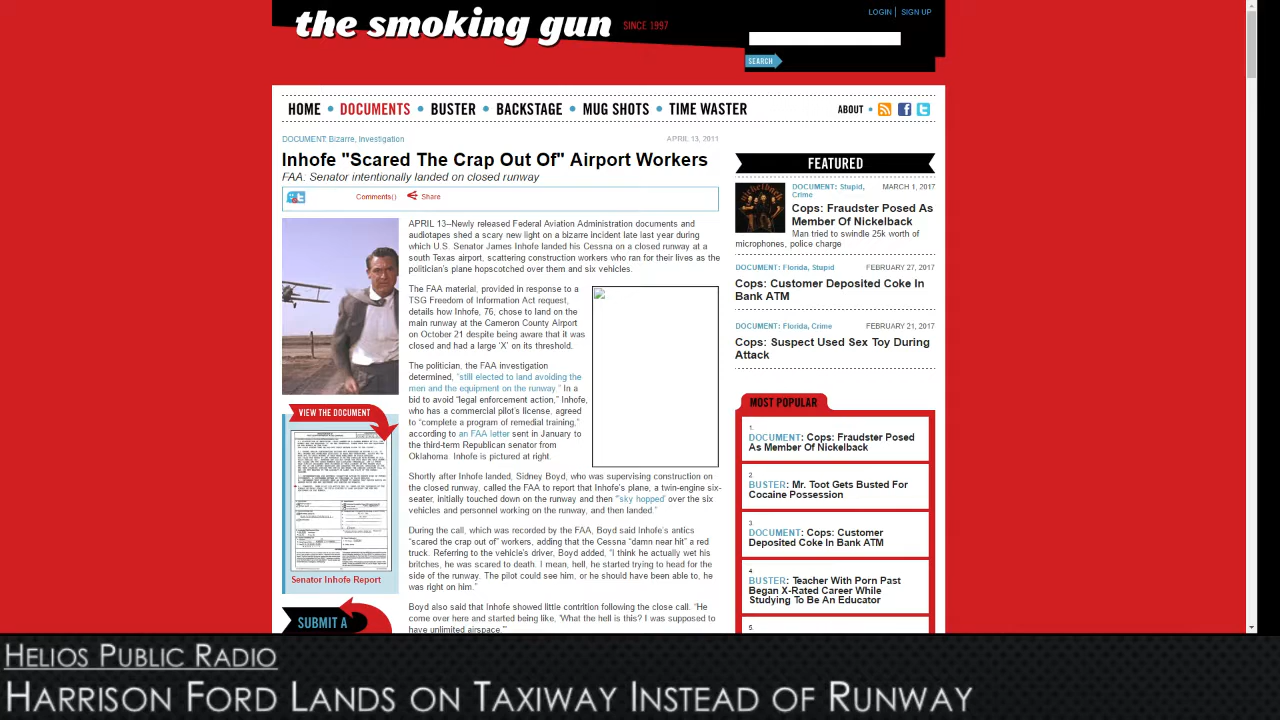 the smoking gun SINCE 1997
LOGIN SIGN UP
SEARCH
HOME DOCUMENTS BUSTER BACKSTAGE MUG SHOTS TIME WASTER ABOUT
DOCUMENT: Bizarre, Investigation APRIL 13, 2011
Inhofe "Scared The Crap Out Of" Airport Workers
FAA: Senator intentionally landed on closed runway
Comments() Share
APRIL 13--Newly released Federal Aviation Administration documents and
audiotapes shed a scary new light on a bizarre incident late last year during
which U.S. Senator James Inhofe landed his Cessna on a closed runway at a
south Texas airport, scattering construction workers who ran for their lives as the
politician's plane hopscotched over them and six vehicles.
The FAA material, provided in response to a
TSG Freedom of Information Act request,
details how Inhofe, 76, chose to land on the
main runway at the Cameron County Airport
on October 21 despite being aware that it was
closed and had a large 'X' on its threshold.
The politician, the FAA investigation
determined, "still elected to land avoiding the
men and the equipment on the runway." In a
bid to avoid "legal enforcement action," Inhofe,
who has a commercial pilot's license, agreed
to "complete a program of remedial training,"
according to an FAA letter sent in January to
the third-term Republican senator from
Oklahoma. Inhofe is pictured at right.
Shortly after Inhofe landed, Sidney Boyd, who was supervising construction on
the closed runway, called the FAA to report that Inhofe's plane, a twin-engine six-
seater, initially touched down on the runway and then "'sky hopped' over the six
vehicles and personnel working on the runway, and then landed."
During the call, which was recorded by the FAA, Boyd said Inhofe's antics
"scared the crap out of" workers, adding that the Cessna "damn near hit" a red
truck. Referring to the vehicle's driver, Boyd added, "I think he actually wet his
britches, he was scared to death. I mean, hell, he started trying to head for the
side of the runway. The pilot could see him, or he should have been able to, he
was right on him."
Boyd also said that Inhofe showed little contrition following the close call. "He
come over here and started being like, 'What the hell is this? I was supposed to
have unlimited airspace.'"
VIEW THE DOCUMENT
Senator Inhofe Report
SUBMIT A
FEATURED
DOCUMENT: Stupid, MARCH 1, 2017
Crime
Cops: Fraudster Posed As
Member Of Nickelback
Man tried to swindle 25k worth of
microphones, police charge
DOCUMENT: Florida, Stupid FEBRUARY 27, 2017
Cops: Customer Deposited Coke In
Bank ATM
DOCUMENT: Florida, Crime FEBRUARY 21, 2017
Cops: Suspect Used Sex Toy During
Attack
MOST POPULAR
1.
DOCUMENT: Cops: Fraudster Posed
As Member Of Nickelback
2.
BUSTER: Mr. Toot Gets Busted For
Cocaine Possession
3.
DOCUMENT: Cops: Customer
Deposited Coke In Bank ATM
4.
BUSTER: Teacher With Porn Past
Began X-Rated Career While
Studying To Be An Educator
5.
Helios Public Radio
Harrison Ford Lands on Taxiway Instead of Runway